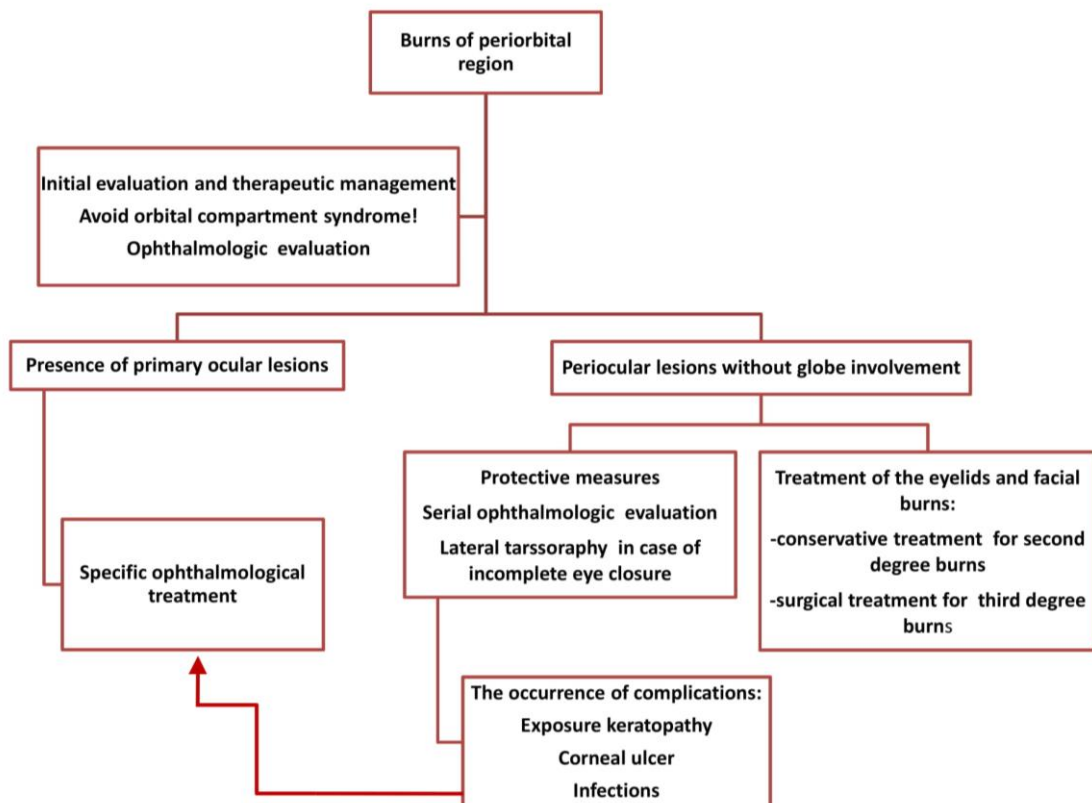 Burns of periorbital
region
Initial evaluation and therapeutic management
Avoid orbital compartment syndrome!
Ophthalmologic evaluation
Presence of primary ocular lesions
Periocular lesions without globe involvement
Specific ophthalmological
treatment
Protective measures
Serial ophthalmologic evaluation
Lateral tarssoraphy in case of
incomplete eye closure
Treatment of the eyelids and facial
burns:
-conservative treatment for second
degree burns
-surgical treatment for third degree
burns
The occurrence of complications:
Exposure keratopathy
Corneal ulcer
Infections